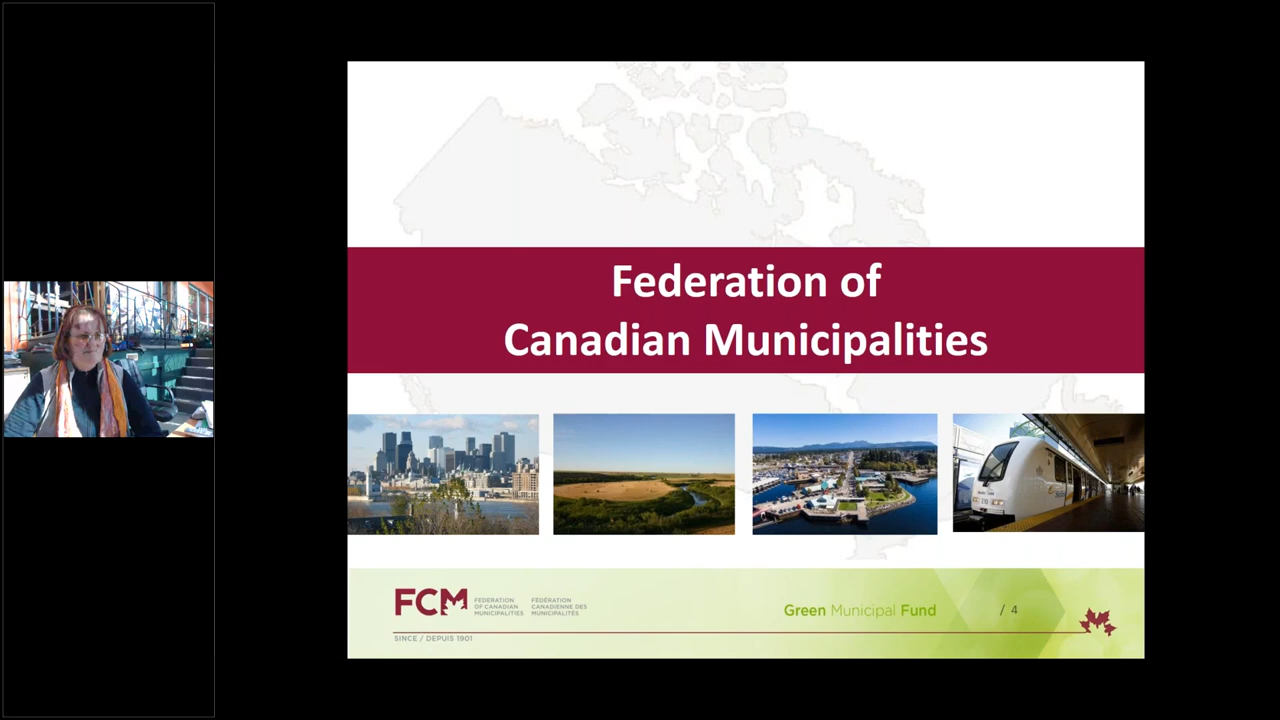 Federation of
Canadian Municipalities
FCM
FEDERATION
OF CANADIAN
MUNICIPALITIES
FÉDÉRATION
CANADIENNE DES
MUNICIPALITÉS
Green Municipal Fund
/ 4
SINCE / DEPUIS 1901